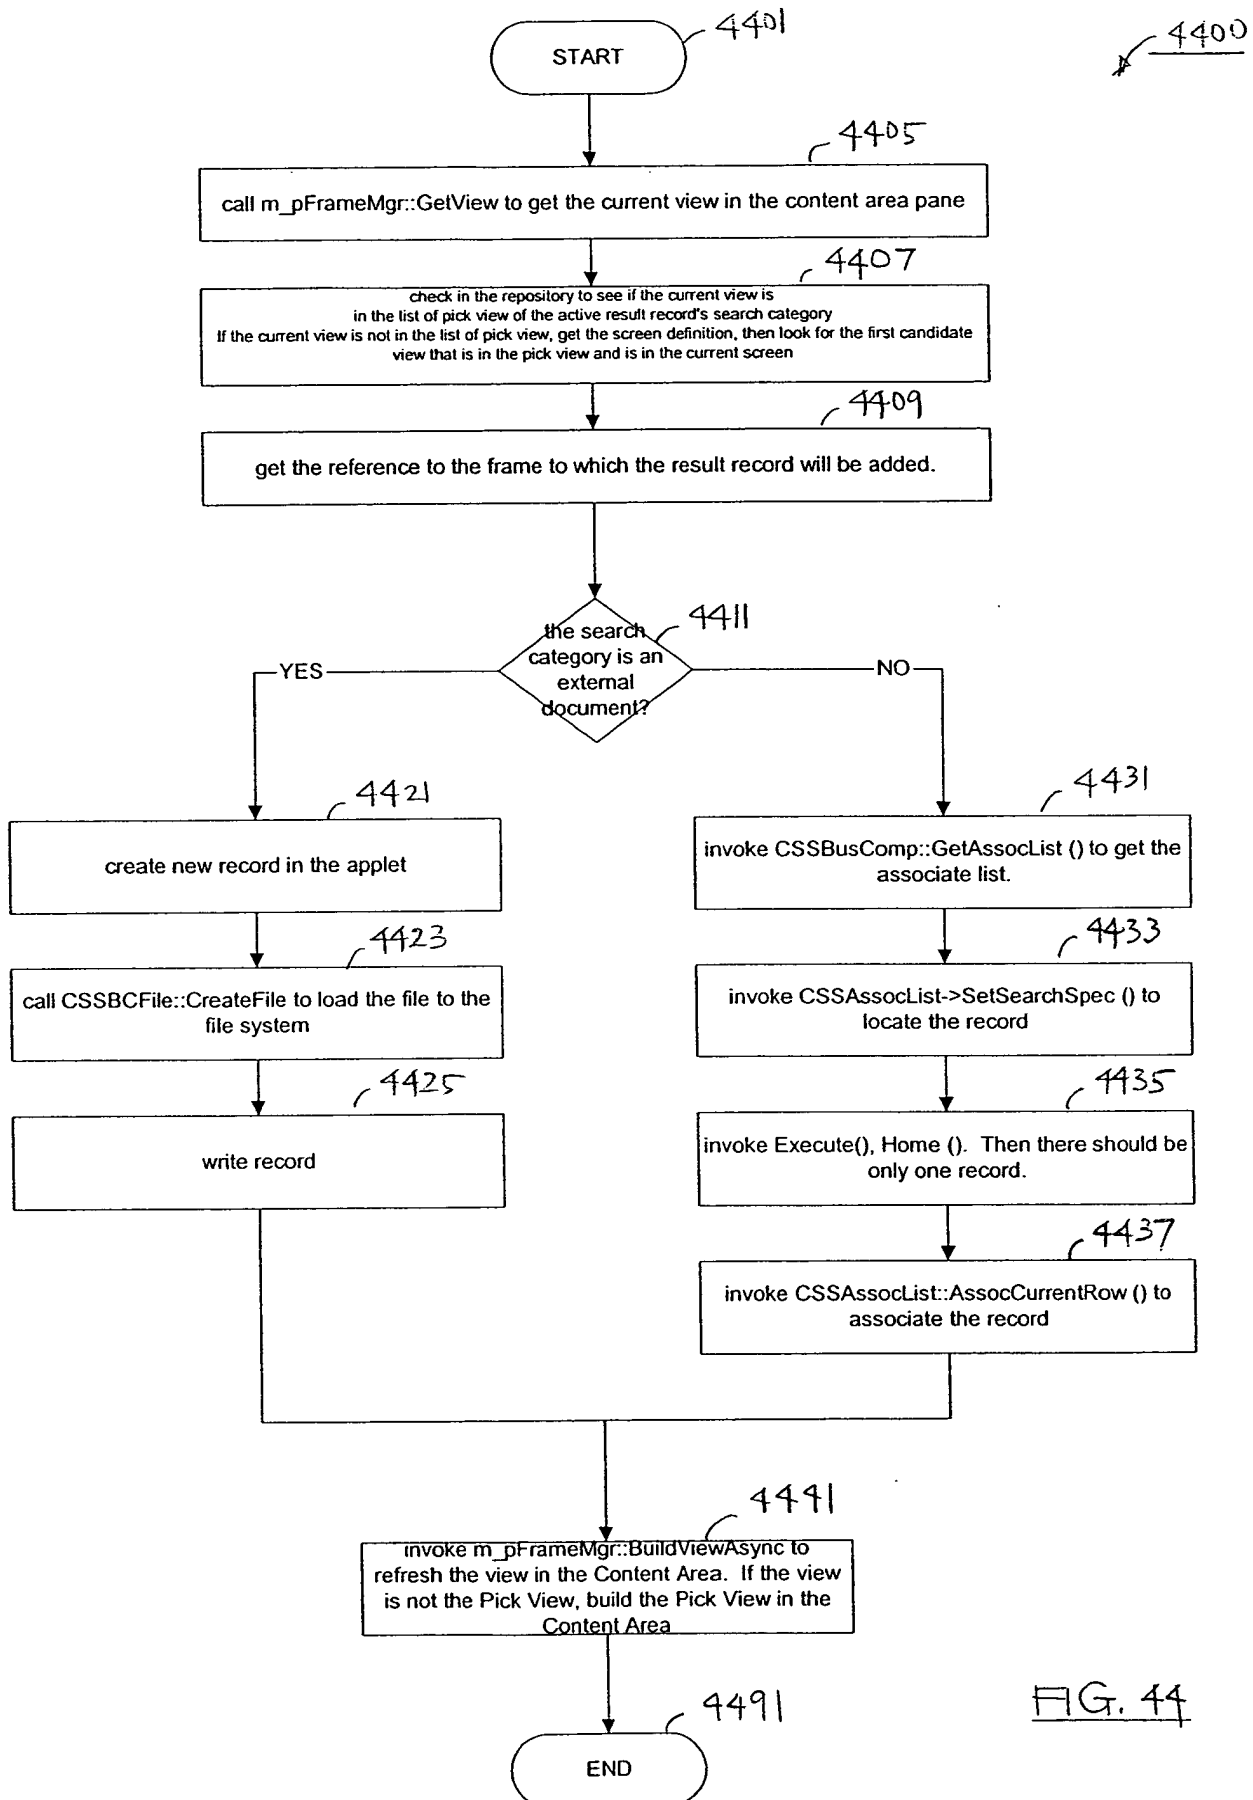 4401
START
4400
4405
call m_pFrameMgr::GetView to get the current view in the content area pane
4407
check in the repository to see if the current view is
in the list of pick view of the active result record's search category
If the current view is not in the list of pick view, get the screen definition, then look for the first candidate
view that is in the pick view and is in the current screen
4409
get the reference to the frame to which the result record will be added.
4411
the search
category is an
external
document?
YES
NO
4421
create new record in the applet
4423
call CSSBCFile::CreateFile to load the file to the
file system
4425
write record
4431
invoke CSSBusComp::GetAssocList () to get the
associate list.
4433
invoke CSSAssocList->SetSearchSpec () to
locate the record
4435
invoke Execute(), Home (). Then there should be
only one record.
4437
invoke CSSAssocList::AssocCurrentRow () to
associate the record
4441
invoke m_pFrameMgr::BuildViewAsync to
refresh the view in the Content Area. If the view
is not the Pick View, build the Pick View in the
Content Area
4491
END
FIG. 44